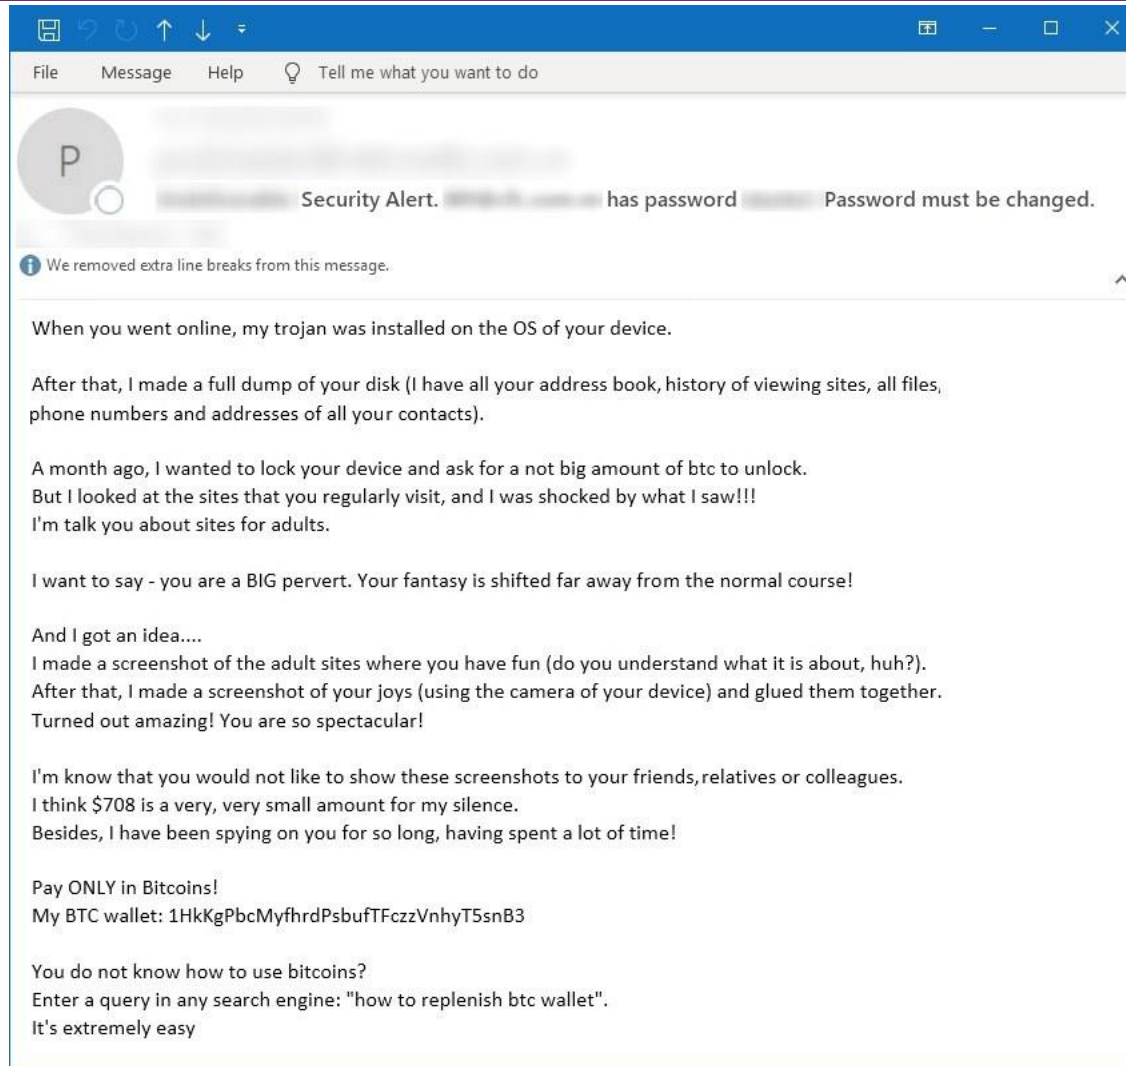 File Message Help Tell me what you want to do
P
Security Alert. has password Password must be changed.
We removed extra line breaks from this message.
When you went online, my trojan was installed on the OS of your device.
After that, I made a full dump of your disk (I have all your address book, history of viewing sites, all files,
phone numbers and addresses of all your contacts).
A month ago, I wanted to lock your device and ask for a not big amount of btc to unlock.
But I looked at the sites that you regularly visit, and I was shocked by what I saw!!!
I'm talk you about sites for adults.
I want to say - you are a BIG pervert. Your fantasy is shifted far away from the normal course!
And I got an idea....
I made a screenshot of the adult sites where you have fun (do you understand what it is about, huh?).
After that, I made a screenshot of your joys (using the camera of your device) and glued them together.
Turned out amazing! You are so spectacular!
I'm know that you would not like to show these screenshots to your friends, relatives or colleagues.
I think $708 is a very, very small amount for my silence.
Besides, I have been spying on you for so long, having spent a lot of time!
Pay ONLY in Bitcoins!
My BTC wallet: 1HkKgPbcMyfhrdPsbufTFczzVnhyT5snB3
You do not know how to use bitcoins?
Enter a query in any search engine: "how to replenish btc wallet".
It's extremely easy